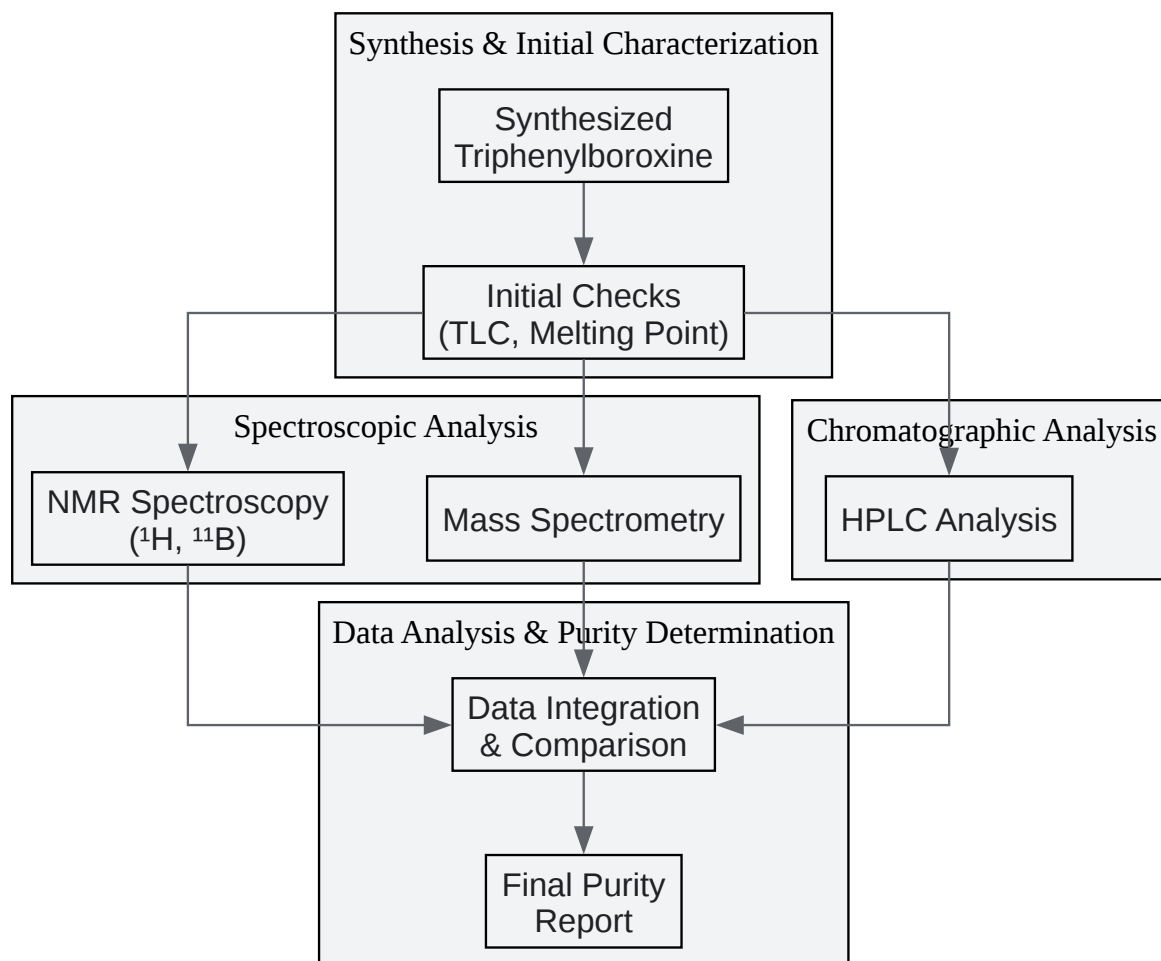 Synthesis & Initial Characterization
Synthesized
Triphenylboroxine
Initial Checks
(TLC, Melting Point)
Spectroscopic Analysis
Chromatographic Analysis
NMR Spectroscopy
(¹H, ¹¹B)
Mass Spectrometry
HPLC Analysis
Data Analysis & Purity Determination
Data Integration
& Comparison
Final Purity
Report